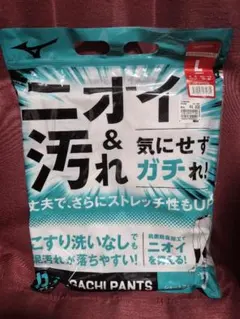 L
ニオイ
&
汚れ
気にせず
ガチれ!
丈夫で、さらにストレッチ性もUP
こすり洗いなしでも
泥汚れが落ちやすい!
ニオイ
を抑える!
GACHI PANTS